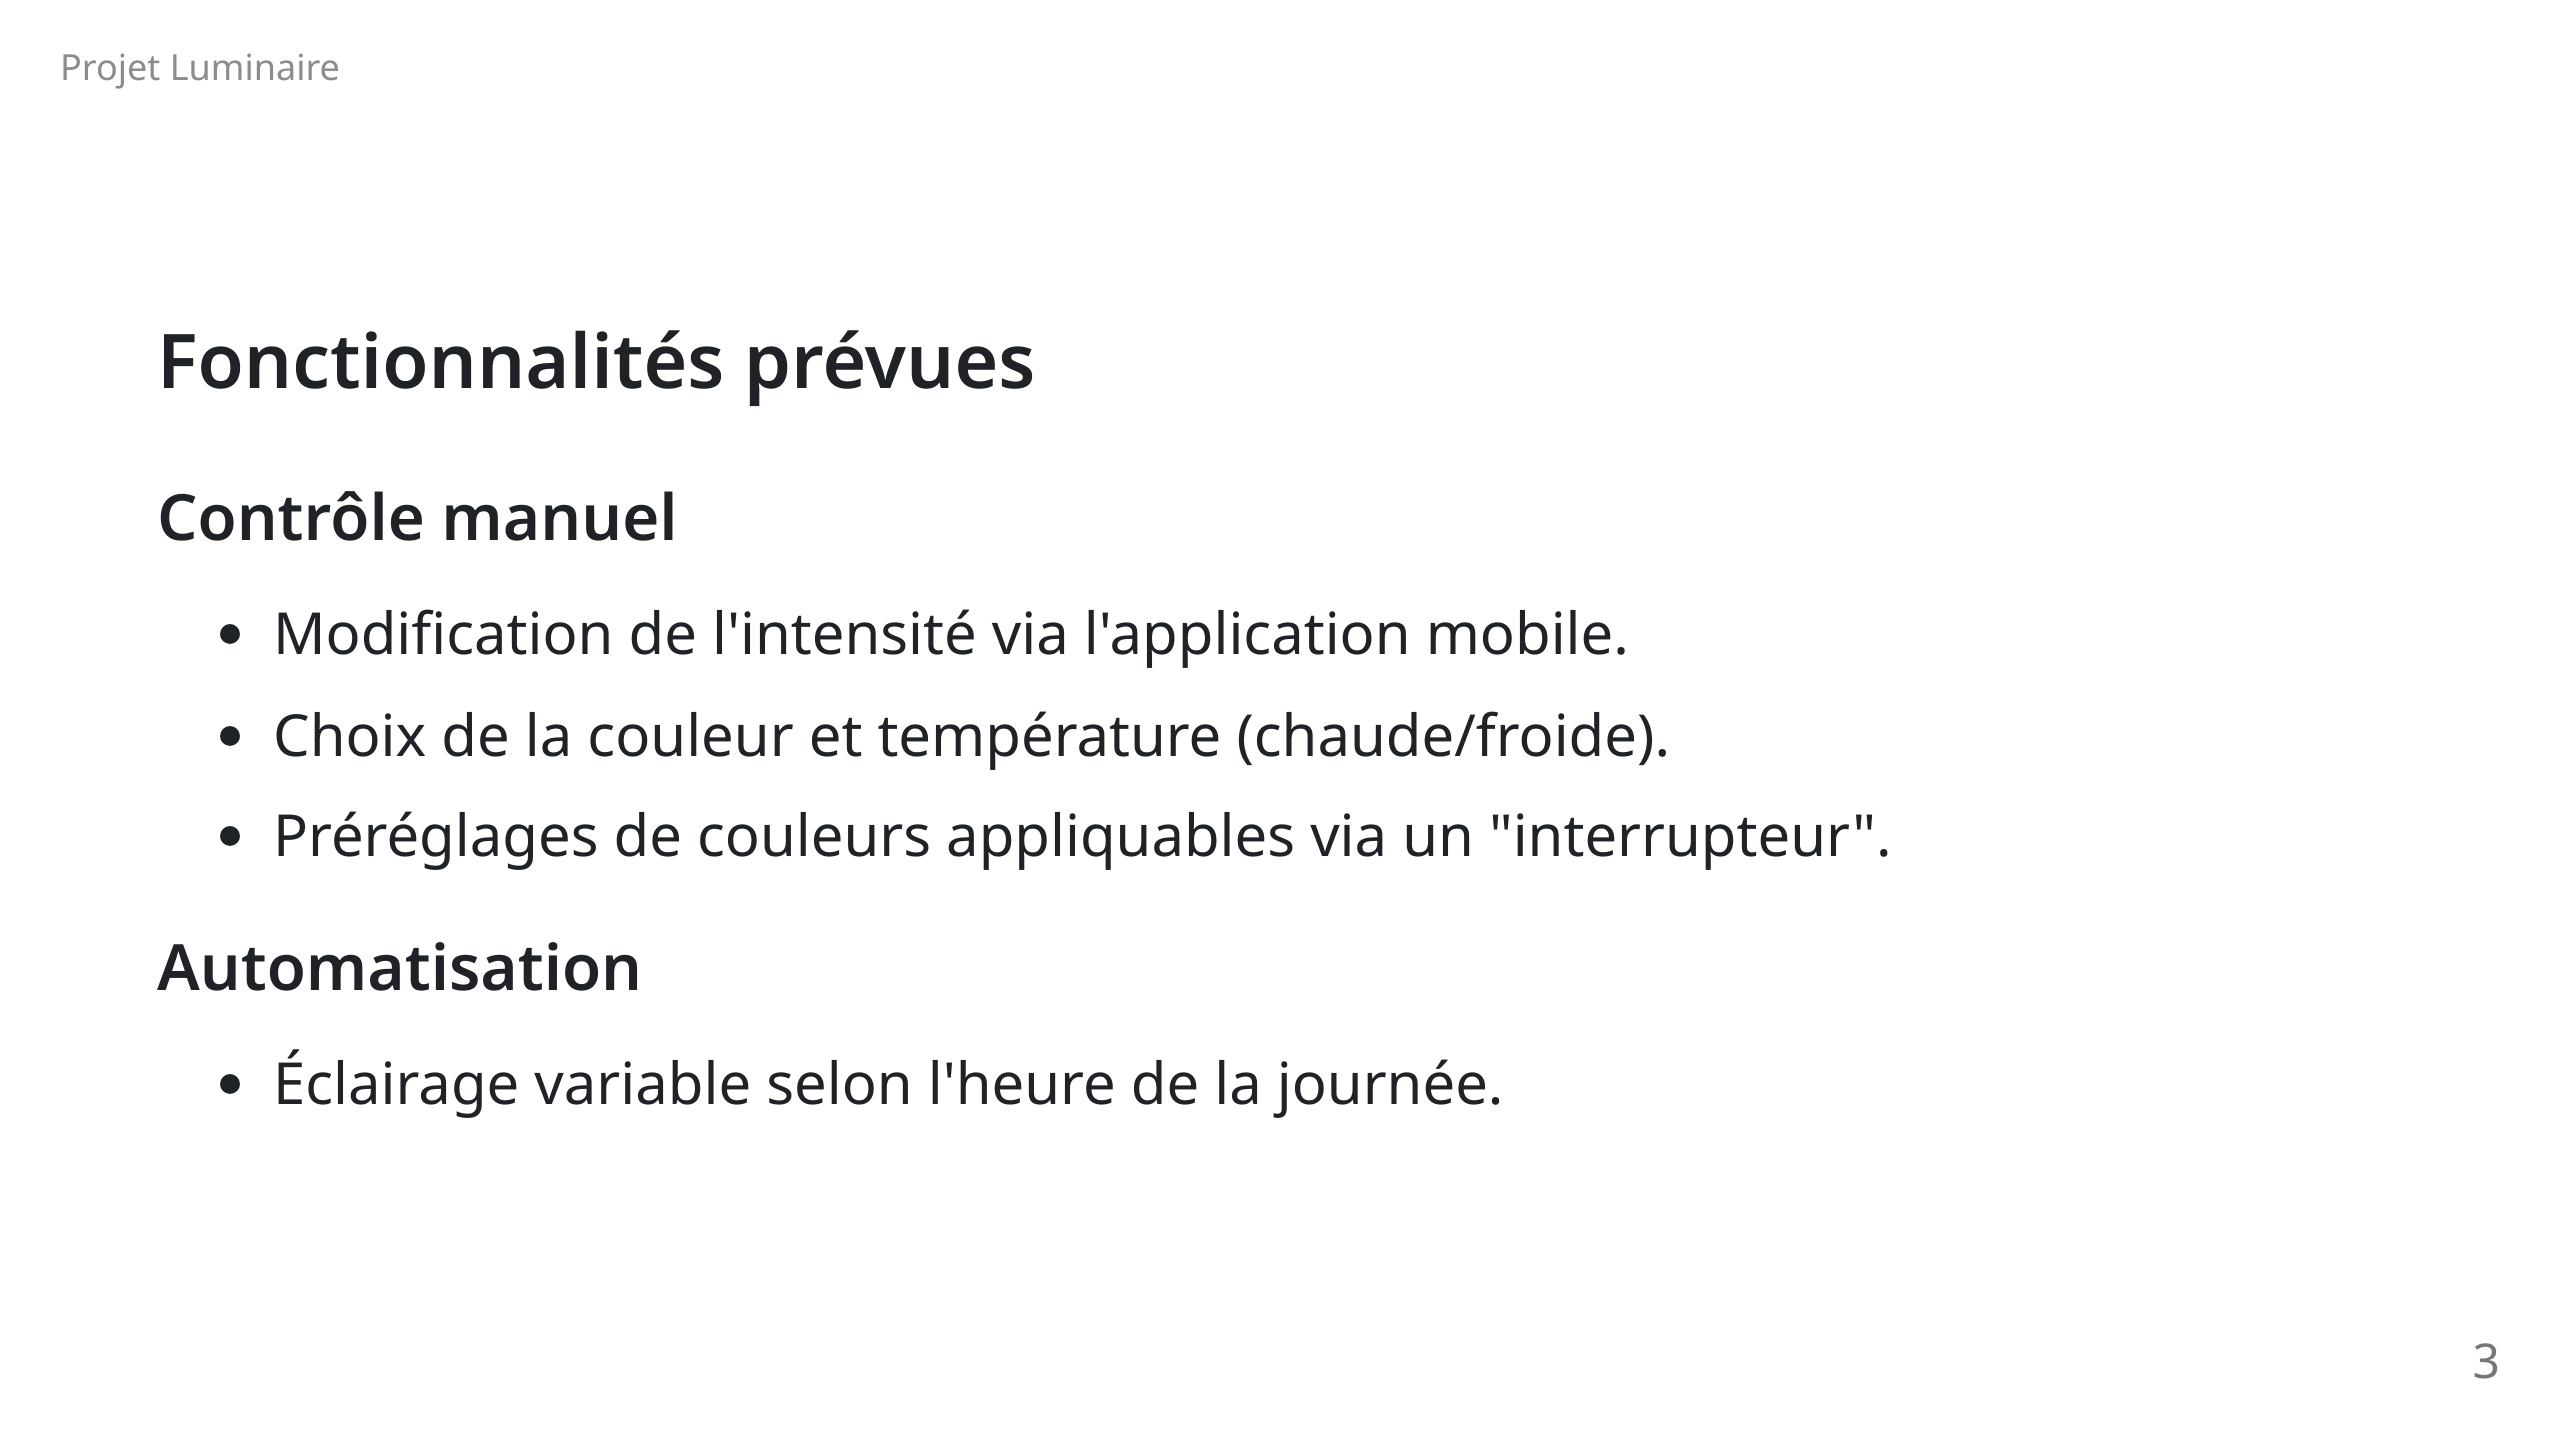 Projet Luminaire
Fonctionnalités prévues
Contrôle manuel
• Modification de l'intensité via l'application mobile.
• Choix de la couleur et température (chaude/froide).
• Préréglages de couleurs appliquables via un "interrupteur".
Automatisation
• Éclairage variable selon l'heure de la journée.
3